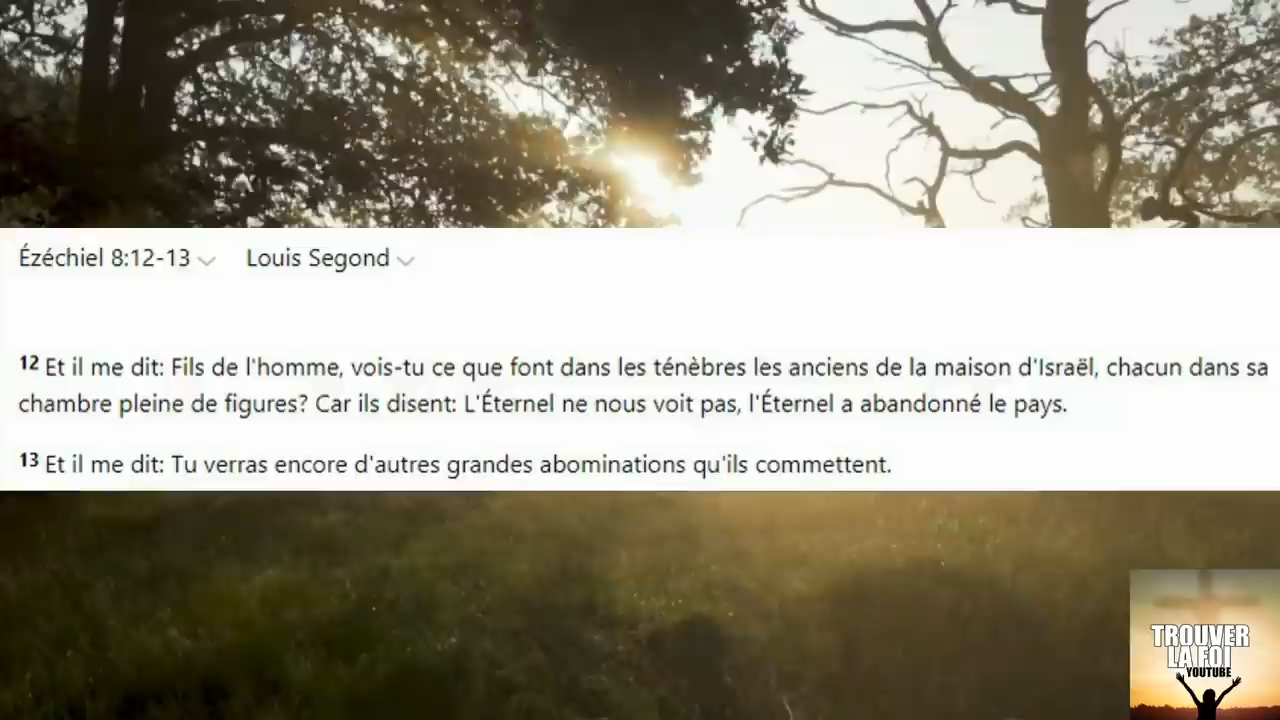 Ézéchiel 8:12-13 Louis Segond
12 Et il me dit: Fils de l'homme, vois-tu ce que font dans les ténèbres les anciens de la maison d'Israël, chacun dans sa
chambre pleine de figures? Car ils disent: L'Éternel ne nous voit pas, l'Éternel a abandonné le pays.
13 Et il me dit: Tu verras encore d'autres grandes abominations qu'ils commettent.
TROUVER
LA FOI
YOUTUBE